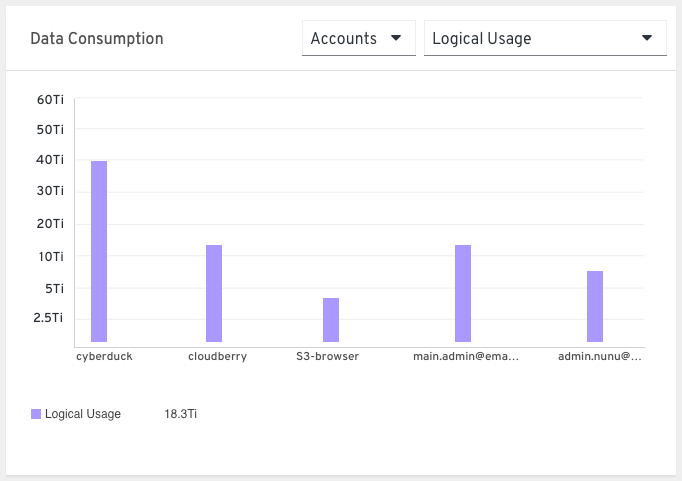 Data Consumption
Accounts
Logical Usage
60Ti
50Ti
40Ti
30Ti
20Ti
10Ti
5Ti
2.5Ti
cyberduck
cloudberry
S3-browser
main.admin@ema...
admin.nunu@...
Logical Usage 18.3Ti